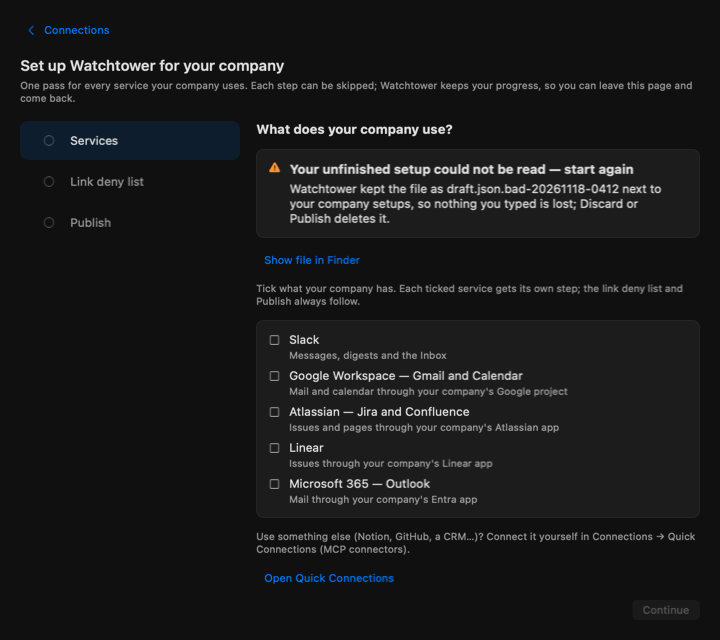 Connections
Set up Watchtower for your company
One pass for every service your company uses. Each step can be skipped; Watchtower keeps your progress, so you can leave this page and
come back.
Services
Link deny list
Publish
What does your company use?
Your unfinished setup could not be read — start again
Watchtower kept the file as draft.json.bad-20261118-0412 next to
your company setups, so nothing you typed is lost; Discard or
Publish deletes it.
Show file in Finder
Tick what your company has. Each ticked service gets its own step; the link deny list and
Publish always follow.
Slack
Messages, digests and the Inbox
Google Workspace — Gmail and Calendar
Mail and calendar through your company's Google project
Atlassian — Jira and Confluence
Issues and pages through your company's Atlassian app
Linear
Issues through your company's Linear app
Microsoft 365 — Outlook
Mail through your company's Entra app
Use something else (Notion, GitHub, a CRM...)? Connect it yourself in Connections → Quick
Connections (MCP connectors).
Open Quick Connections
Continue